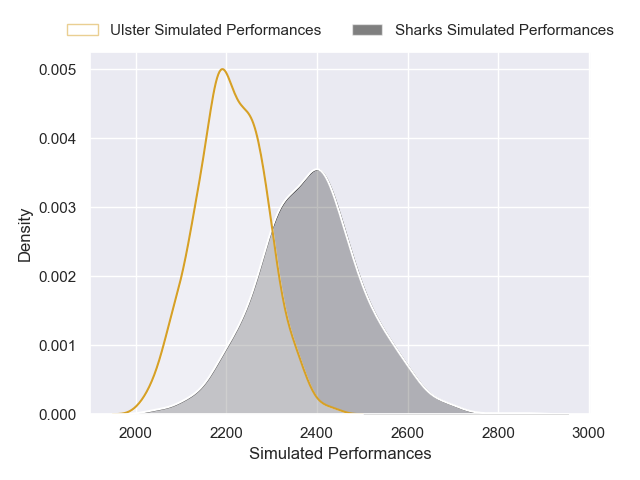 Ulster Simulated Performances Sharks Simulated Performances
0.005
0.004
0.003
0.002
0.001
0.000
Density
2000 2200 2400 2600 2800 3000
Simulated Performances